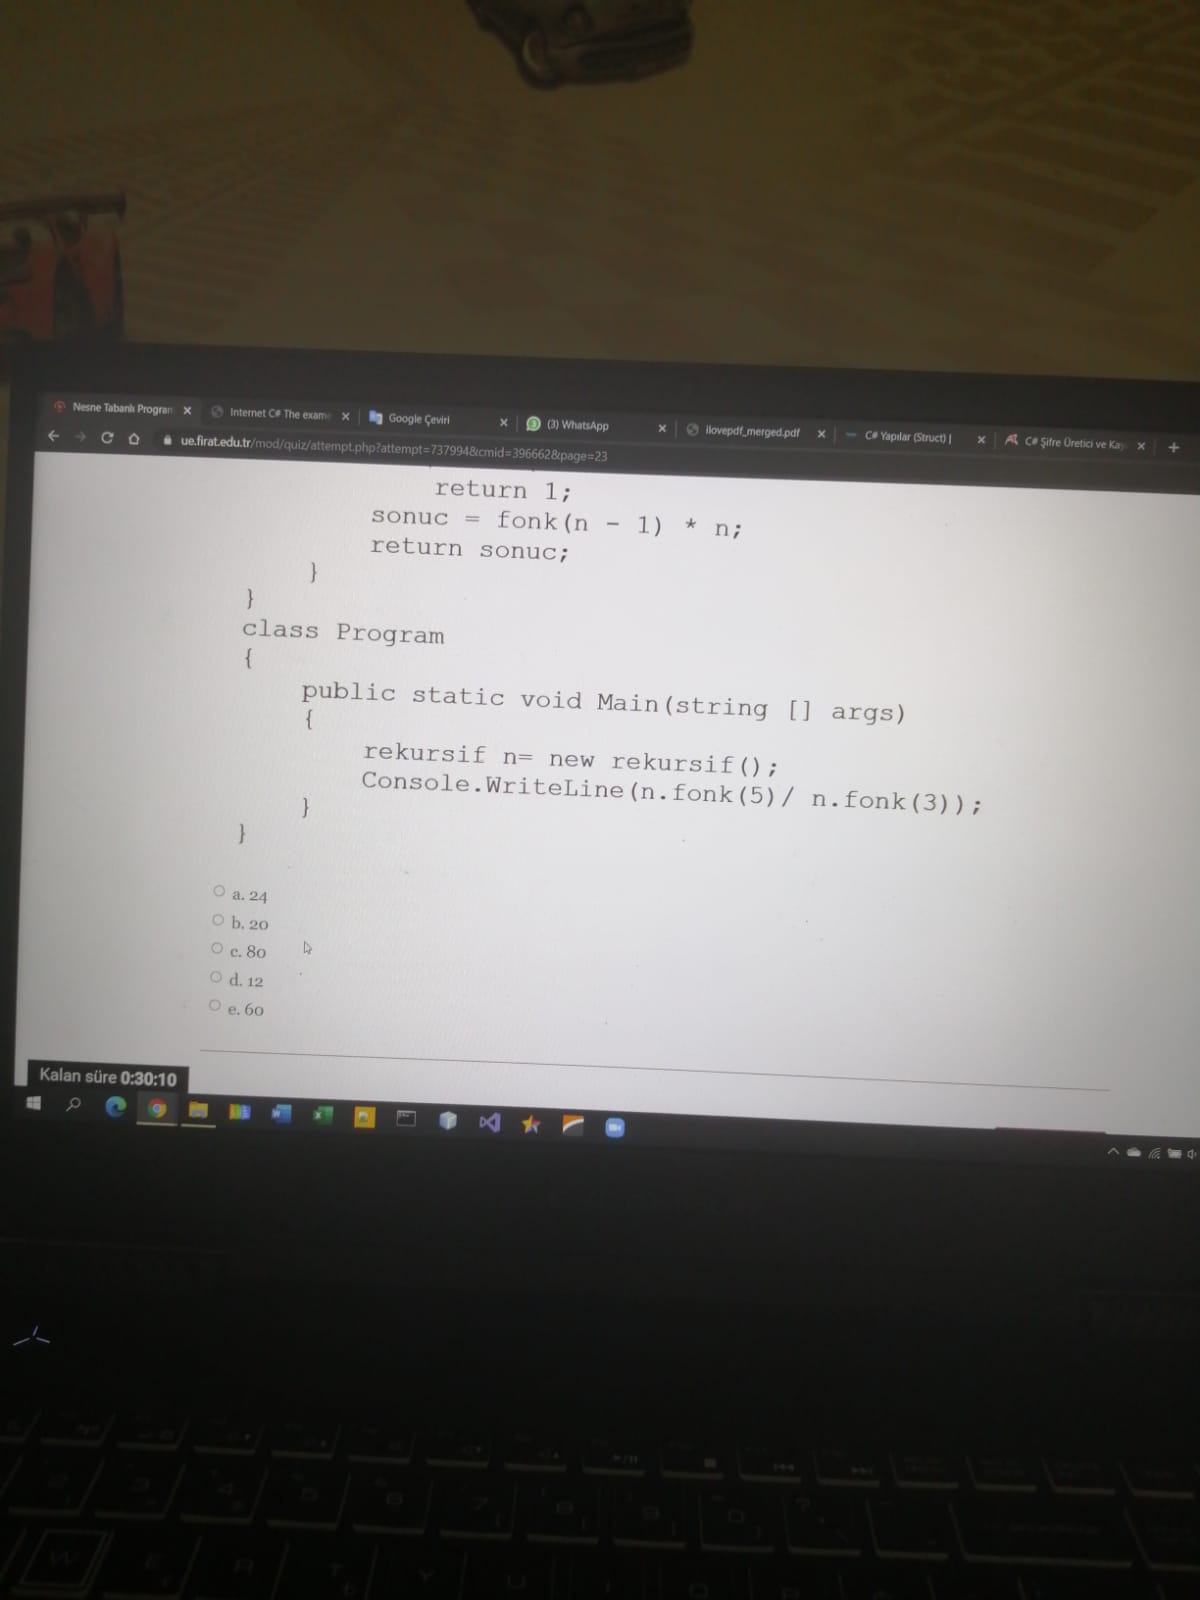 Nesne Tabanlı Program
Internet C# The exam
Google Çeviri
(3) WhatsApp
ilovepdf_merged.pdf
C# Yapılar (Struct) |
C# Şifre Üretici ve Kay
ue.firat.edu.tr/mod/quiz/attempt.php?attempt=737994&cmid=396662&page=23
return 1;
sonuc = fonk(n - 1) * n;
return sonuc;
}
}
class Program
{
public static void Main(string [] args)
{
rekursif n= new rekursif();
Console.WriteLine(n.fonk(5)/ n.fonk(3));
}
}
a. 24
b. 20
c. 80
d. 12
e. 60
Kalan süre 0:30:10